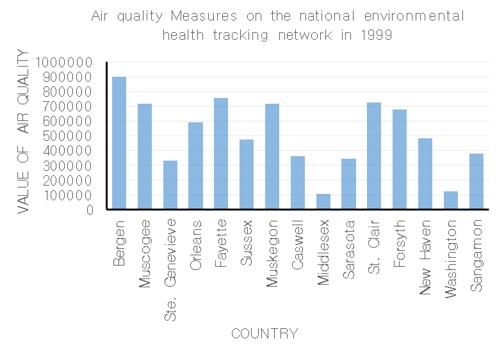 Air quality Measures on the national environmental
health tracking network in 1999
VALUE OF AIR QUALITY
1000000
900000
800000
700000
600000
500000
400000
300000
200000
100000
0
Bergen
Muscogee
Ste. Genevieve
Orleans
Fayette
Sussex
Muskegon
Caswell
Middlesex
Sarasota
St. Clair
Forsyth
New Haven
Washington
Sangamon
COUNTRY